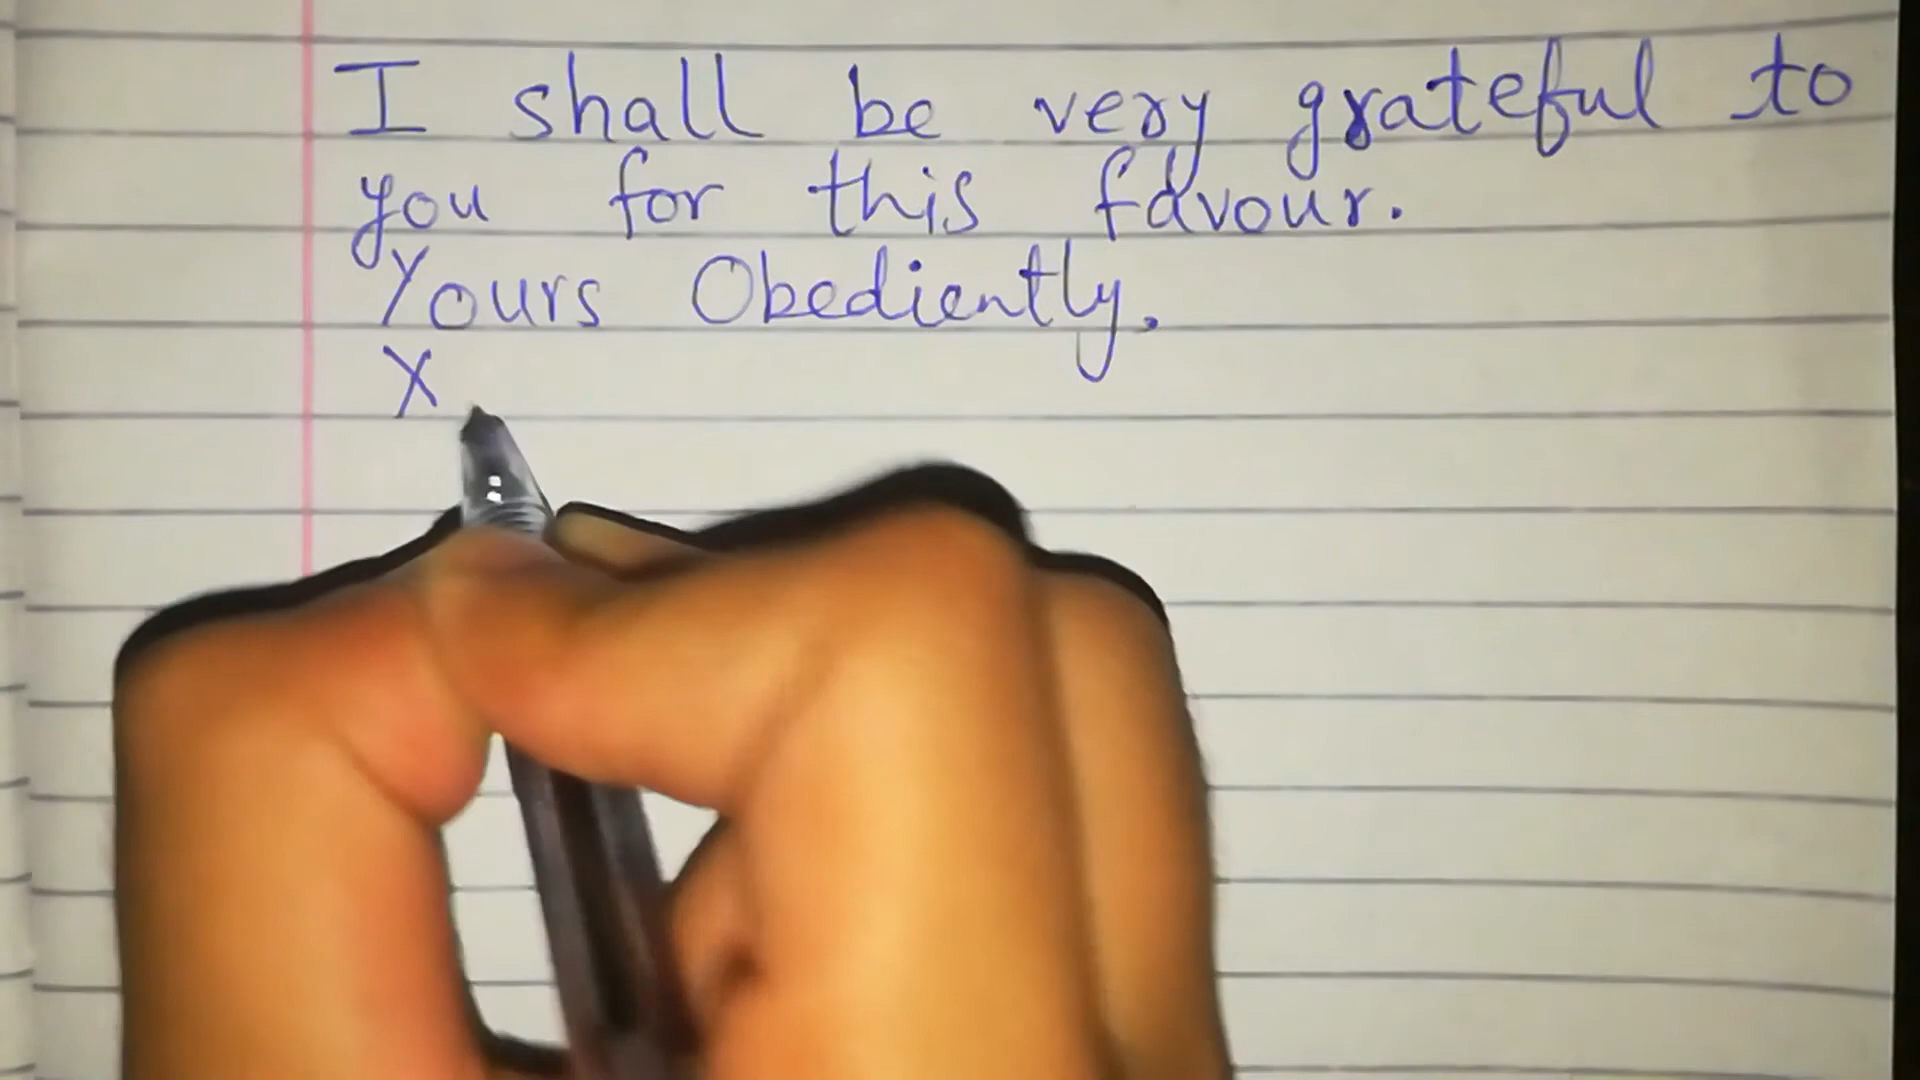 I shall be very grateful to
you for this favour.
Yours Obediently.
X